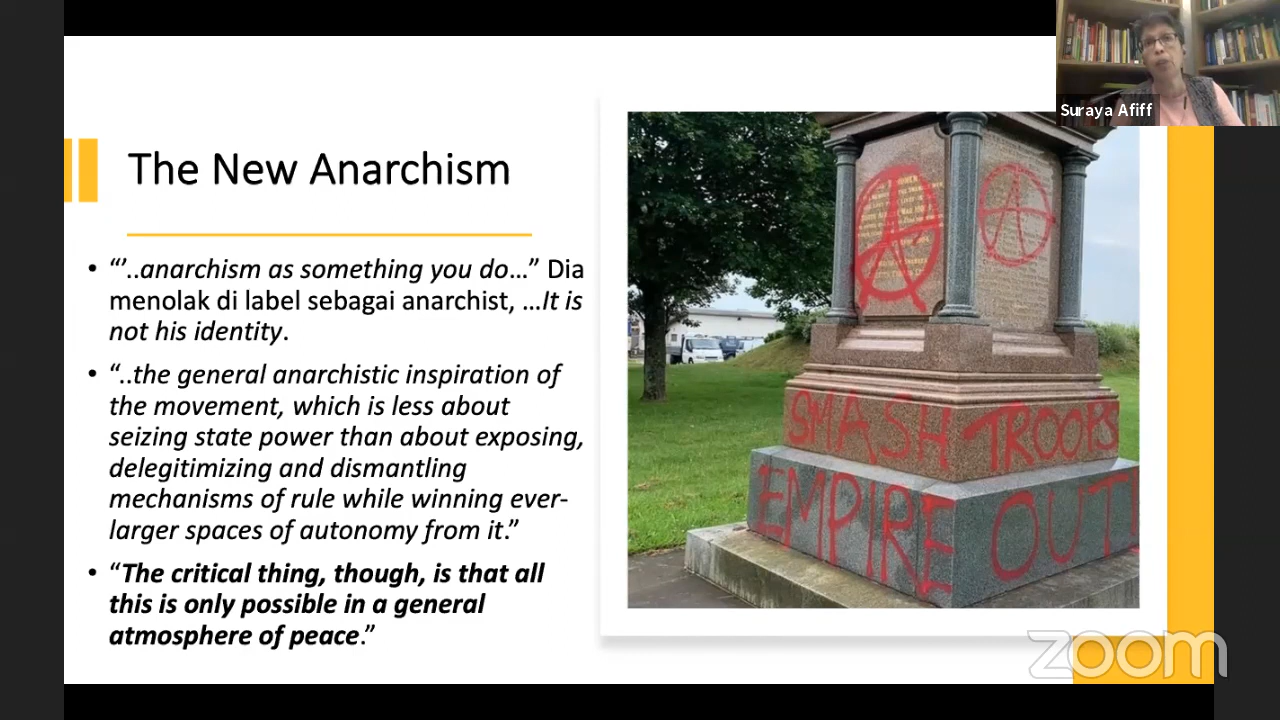 Suraya Afiff
The New Anarchism
• “’..anarchism as something you do…” Dia
menolak di label sebagai anarchist, …It is
not his identity.
• “..the general anarchistic inspiration of
the movement, which is less about
seizing state power than about exposing,
delegitimizing and dismantling
mechanisms of rule while winning ever-
larger spaces of autonomy from it.”
• “The critical thing, though, is that all
this is only possible in a general
atmosphere of peace.”
A A
SMASH TROOPS
EMPIRE OUT!
zoom